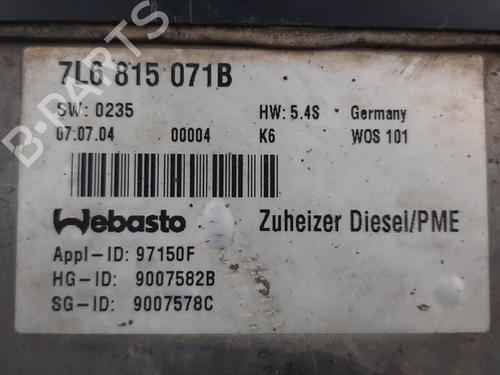 7L6 815 071B
SW: 0235 HW: 5.4S Germany
07.07.04 00004 K6 WOS 101
Webasto Zuheizer Diesel/PME
Appl-ID: 97150F
HG-ID: 9007582B
SG-ID: 9007578C
B-PARTS